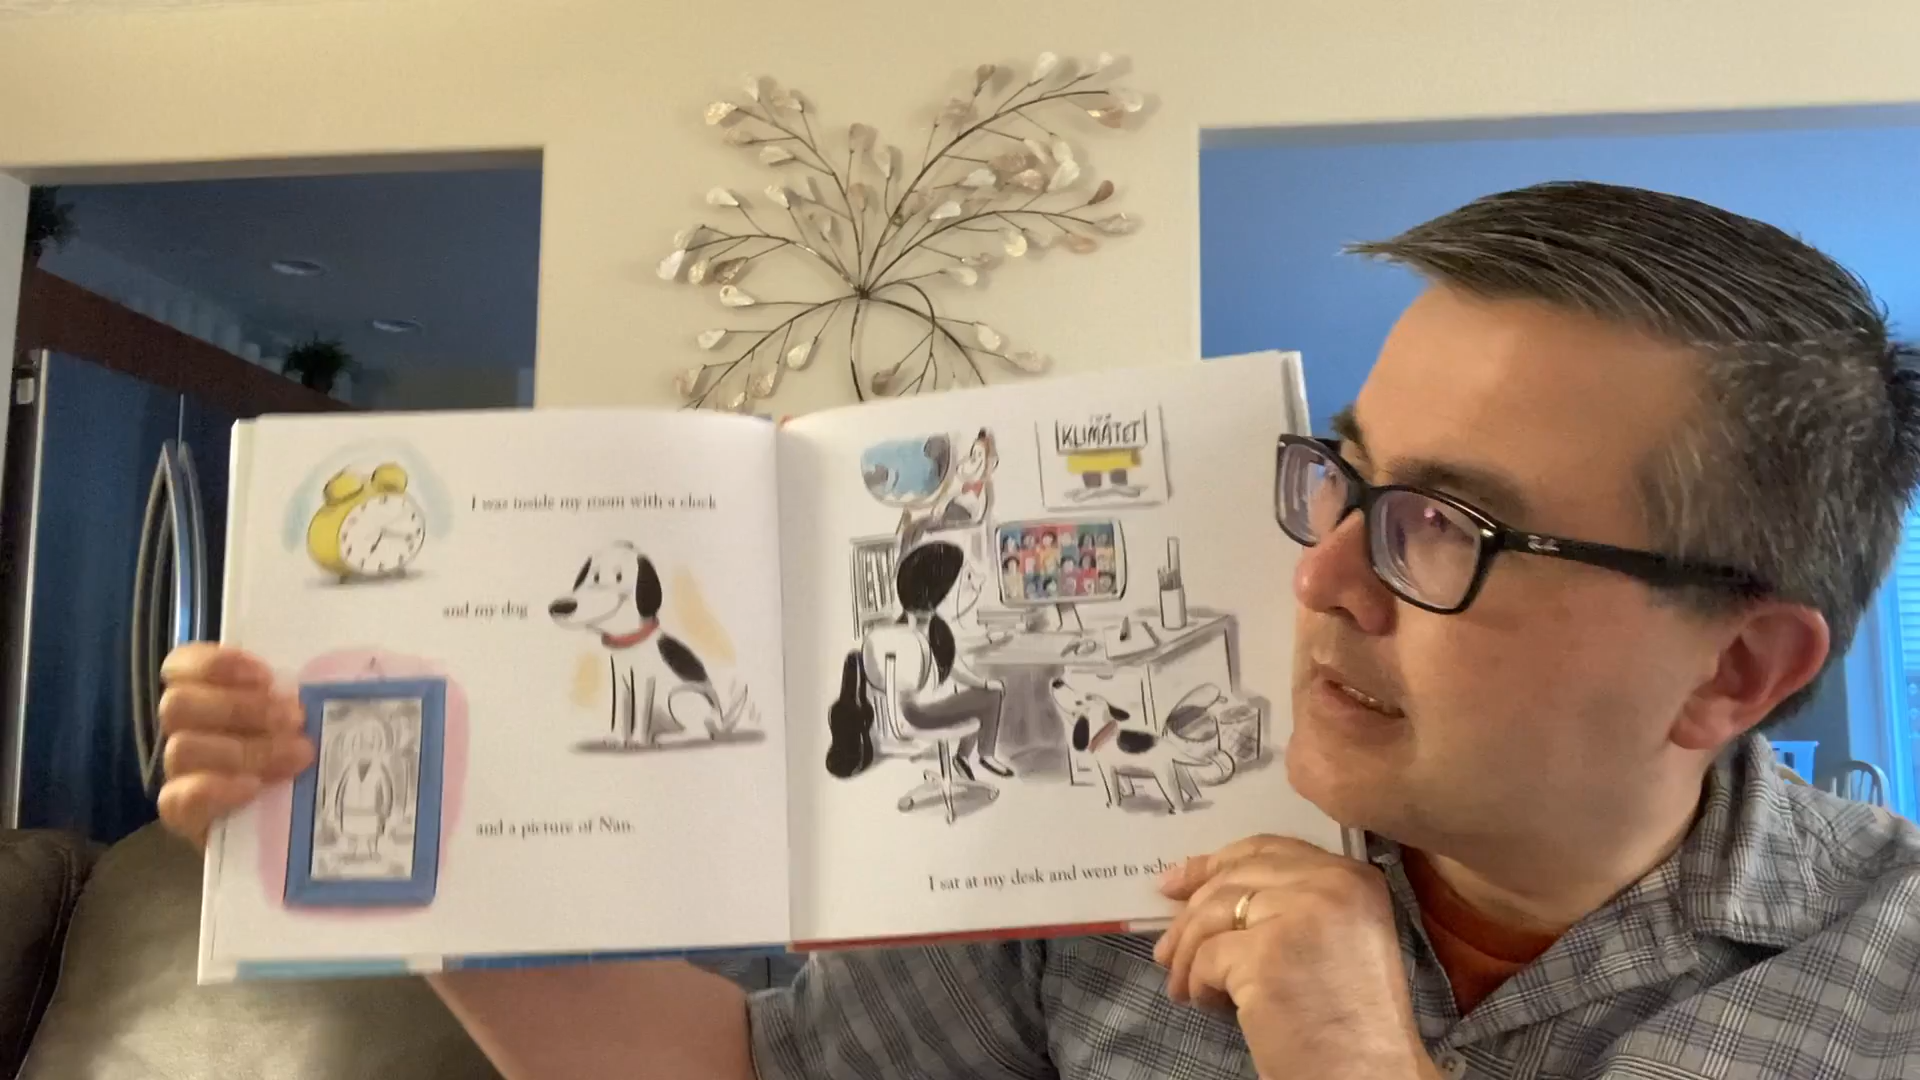 I was inside my room with a clock
and my dog
and a picture of Nan.
KLIMATET
I sat at my desk and went to scho